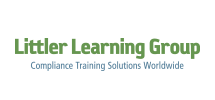 Littler Learning Group
Compliance Training Solutions Worldwide